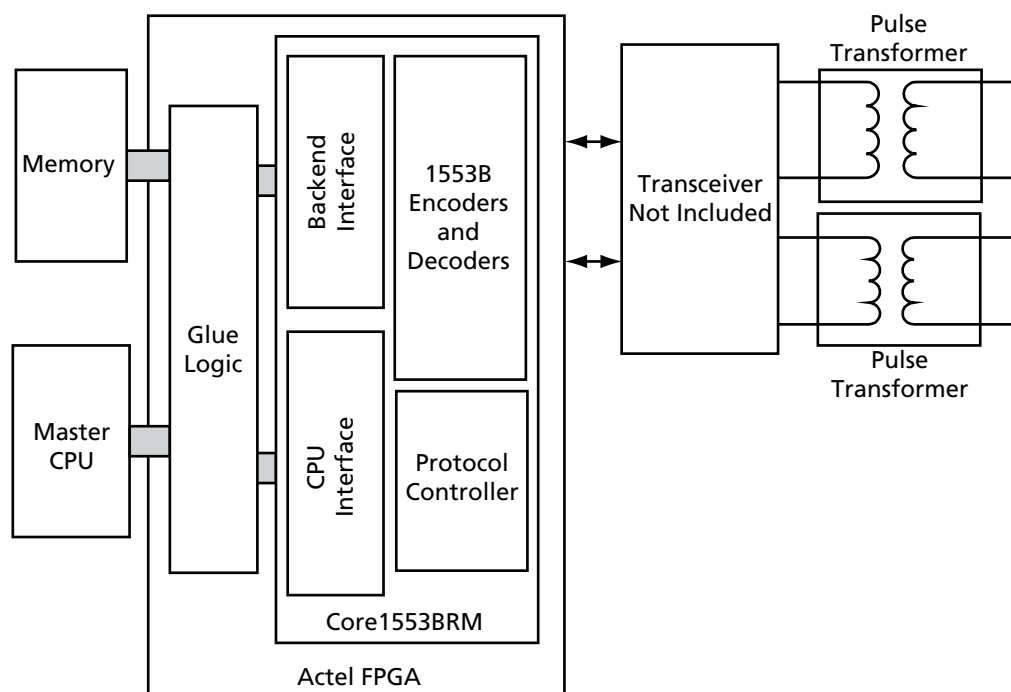 Pulse
Transformer
Memory
Backend
Interface
1553B
Encoders
and
Decoders
Transceiver
Not Included
Glue
Logic
Master
CPU
CPU
Interface
Protocol
Controller
Pulse
Transformer
Core1553BRM
Actel FPGA